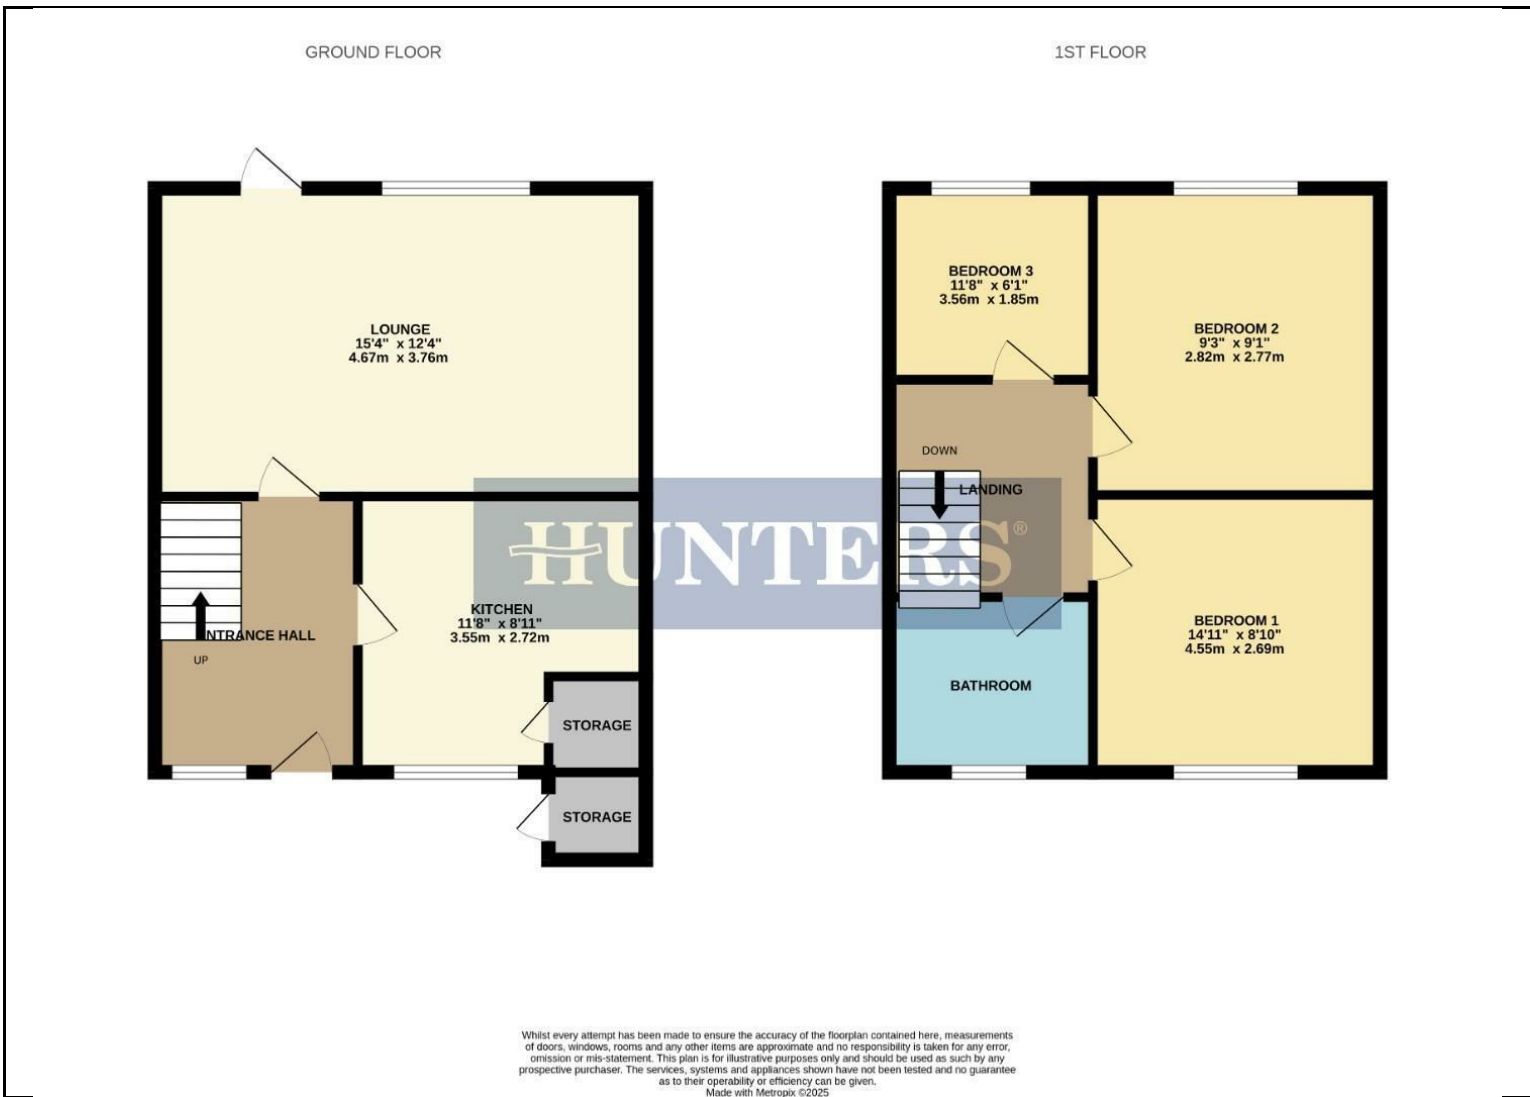 GROUND FLOOR
1ST FLOOR
LOUNGE
15'4" x 12'4"
4.67m x 3.76m
BEDROOM 3
11'8" x 6'1"
3.56m x 1.85m
BEDROOM 2
9'3" x 9'1"
2.82m x 2.77m
DOWN
LANDING
HUNTERS®
KITCHEN
11'8" x 8'11"
3.55m x 2.72m
NTRANCE HALL
UP
BEDROOM 1
14'11" x 8'10"
4.55m x 2.69m
BATHROOM
STORAGE
STORAGE
Whilst every attempt has been made to ensure the accuracy of the floorplan contained here, measurements
of doors, windows, rooms and any other items are approximate and no responsibility is taken for any error,
omission or mis-statement. This plan is for illustrative purposes only and should be used as such by any
prospective purchaser. The services, systems and appliances shown have not been tested and no guarantee
as to their operability or efficiency can be given.
Made with Metropix ©2025